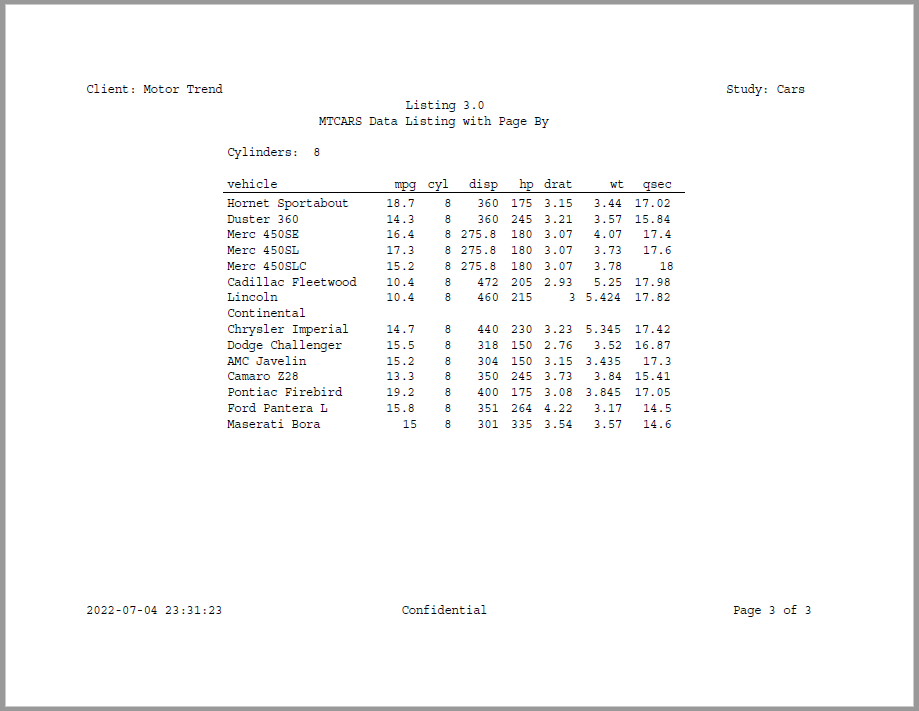 Client: Motor Trend Study: Cars
Listing 3.0
MTCARS Data Listing with Page By
Cylinders: 8
vehicle mpg cyl disp hp drat wt qsec
Hornet Sportabout 18.7 8 360 175 3.15 3.44 17.02
Duster 360 14.3 8 360 245 3.21 3.57 15.84
Merc 450SE 16.4 8 275.8 180 3.07 4.07 17.4
Merc 450SL 17.3 8 275.8 180 3.07 3.73 17.6
Merc 450SLC 15.2 8 275.8 180 3.07 3.78 18
Cadillac Fleetwood 10.4 8 472 205 2.93 5.25 17.98
Lincoln 10.4 8 460 215 3 5.424 17.82
Continental
Chrysler Imperial 14.7 8 440 230 3.23 5.345 17.42
Dodge Challenger 15.5 8 318 150 2.76 3.52 16.87
AMC Javelin 15.2 8 304 150 3.15 3.435 17.3
Camaro Z28 13.3 8 350 245 3.73 3.84 15.41
Pontiac Firebird 19.2 8 400 175 3.08 3.845 17.05
Ford Pantera L 15.8 8 351 264 4.22 3.17 14.5
Maserati Bora 15 8 301 335 3.54 3.57 14.6
2022-07-04 23:31:23 Confidential Page 3 of 3